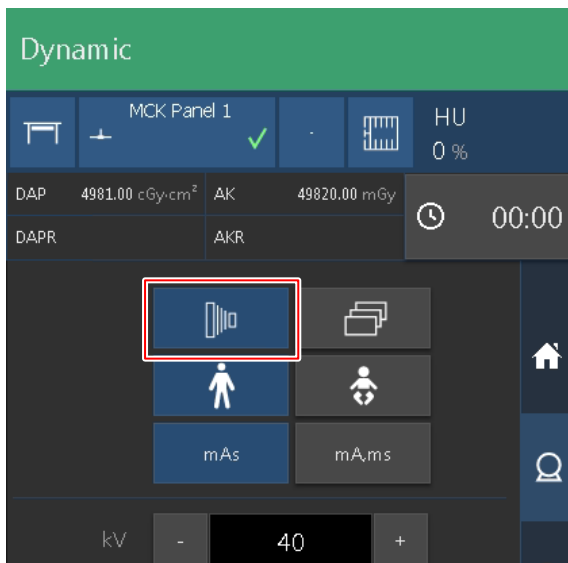 Dynamic
MCK Panel 1
HU
0 %
DAP 4981.00 cGy·cm² AK 49820.00 mGy
00:00
DAPR AKR
mAs mA,ms
kV - 40 +